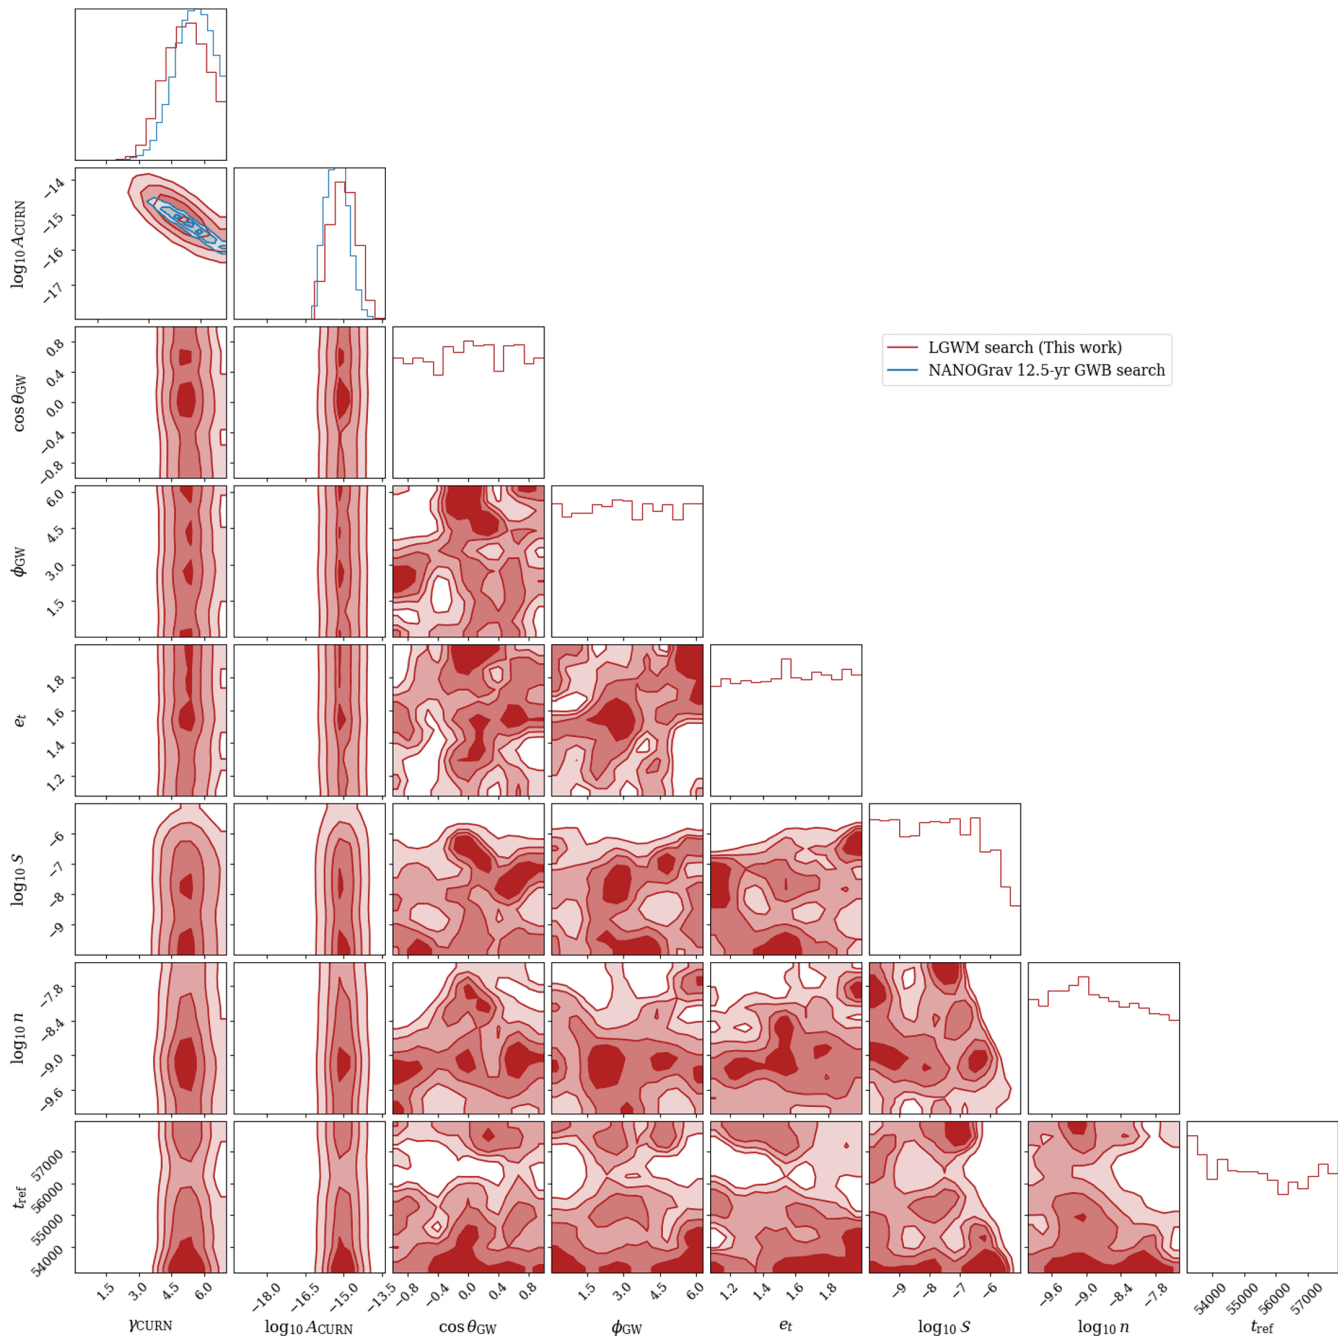 −14
−15
−16
−17
log₁₀ A_CURN
0.8
0.4
0.0
−0.4
−0.8
cos θ_GW
LGWM search (This work)
NANOGrav 12.5-yr GWB search
6.0
4.5
3.0
1.5
ϕ_GW
1.8
1.6
1.4
1.2
e_t
−6
−7
−8
−9
log₁₀ S
−7.8
−8.4
−9.0
−9.6
log₁₀ n
57000
56000
55000
54000
t_ref
1.5 3.0 4.5 6.0
−18.0 −16.5 −15.0 −13.5
−0.8 −0.4 0.0 0.4 0.8
1.5 3.0 4.5 6.0
1.2 1.4 1.6 1.8
−9 −8 −7 −6
−9.6 −9.0 −8.4 −7.8
54000 55000 56000 57000
γ_CURN log₁₀ A_CURN cos θ_GW ϕ_GW e_t log₁₀ S log₁₀ n t_ref